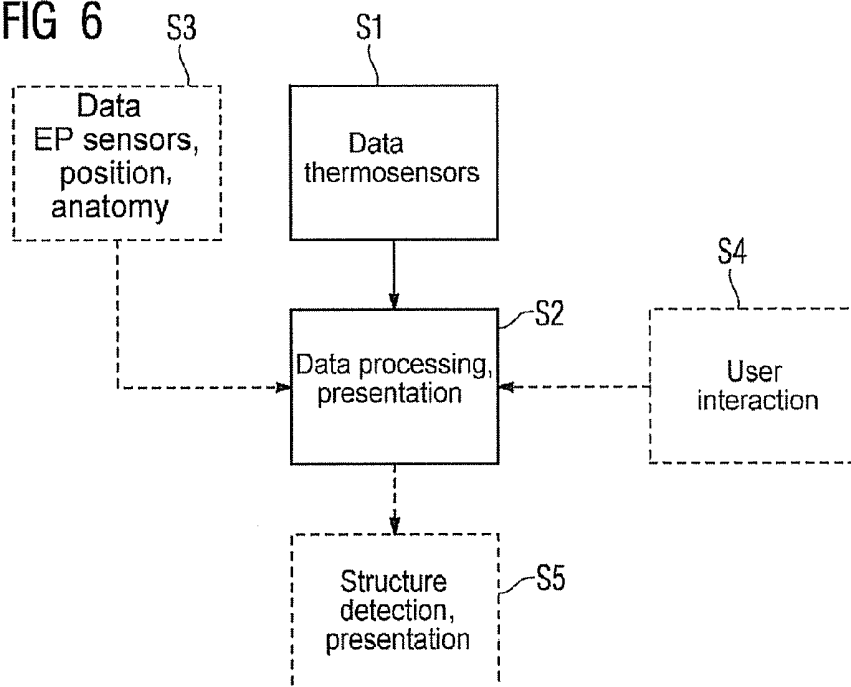 FIG 6
S3
S1
Data
EP sensors,
position,
anatomy
Data
thermosensors
S4
S2
Data processing,
presentation
User
interaction
S5
Structure
detection,
presentation